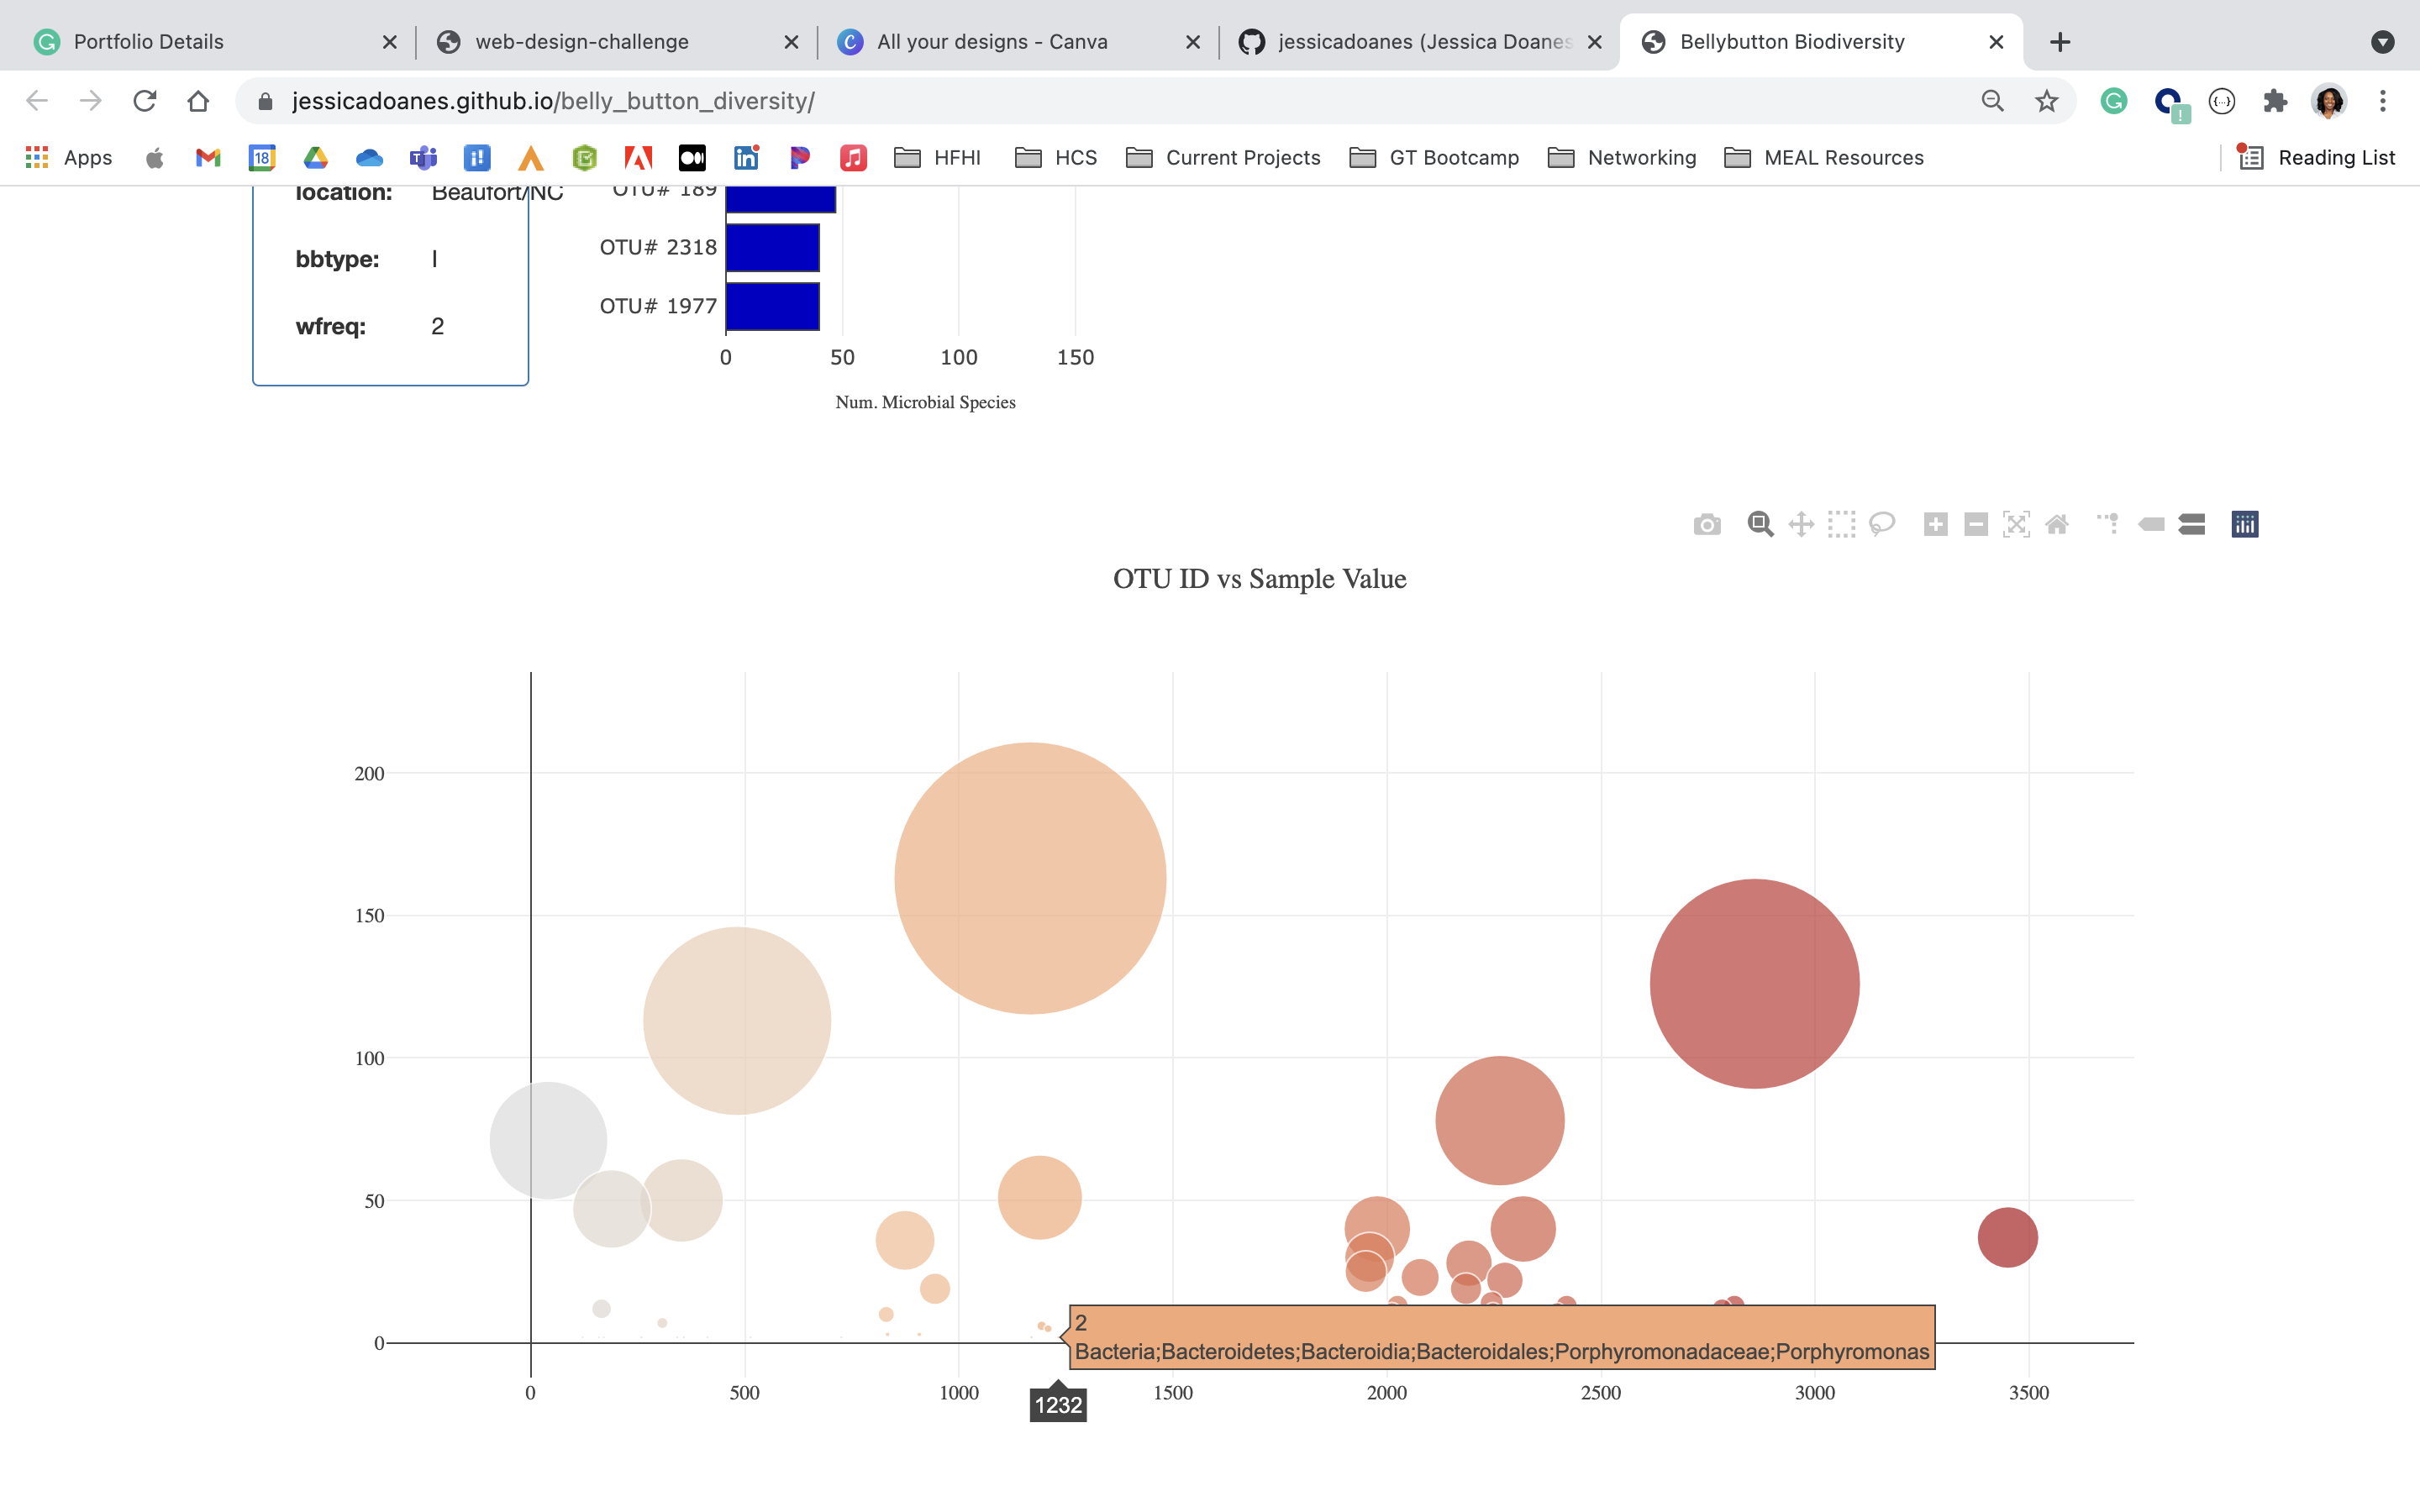 Portfolio Details
web-design-challenge
All your designs - Canva
jessicadoanes (Jessica Doanes
Bellybutton Biodiversity
jessicadoanes.github.io/belly_button_diversity/
Apps
18
HFHI
HCS
Current Projects
GT Bootcamp
Networking
MEAL Resources
Reading List
location: Beaufort/NC
bbtype: I
wfreq: 2
OTU# 189
OTU# 2318
OTU# 1977
0 50 100 150
Num. Microbial Species
OTU ID vs Sample Value
200
150
100
50
0
2
Bacteria;Bacteroidetes;Bacteroidia;Bacteroidales;Porphyromonadaceae;Porphyromonas
0 500 1000 1500 2000 2500 3000 3500
1232